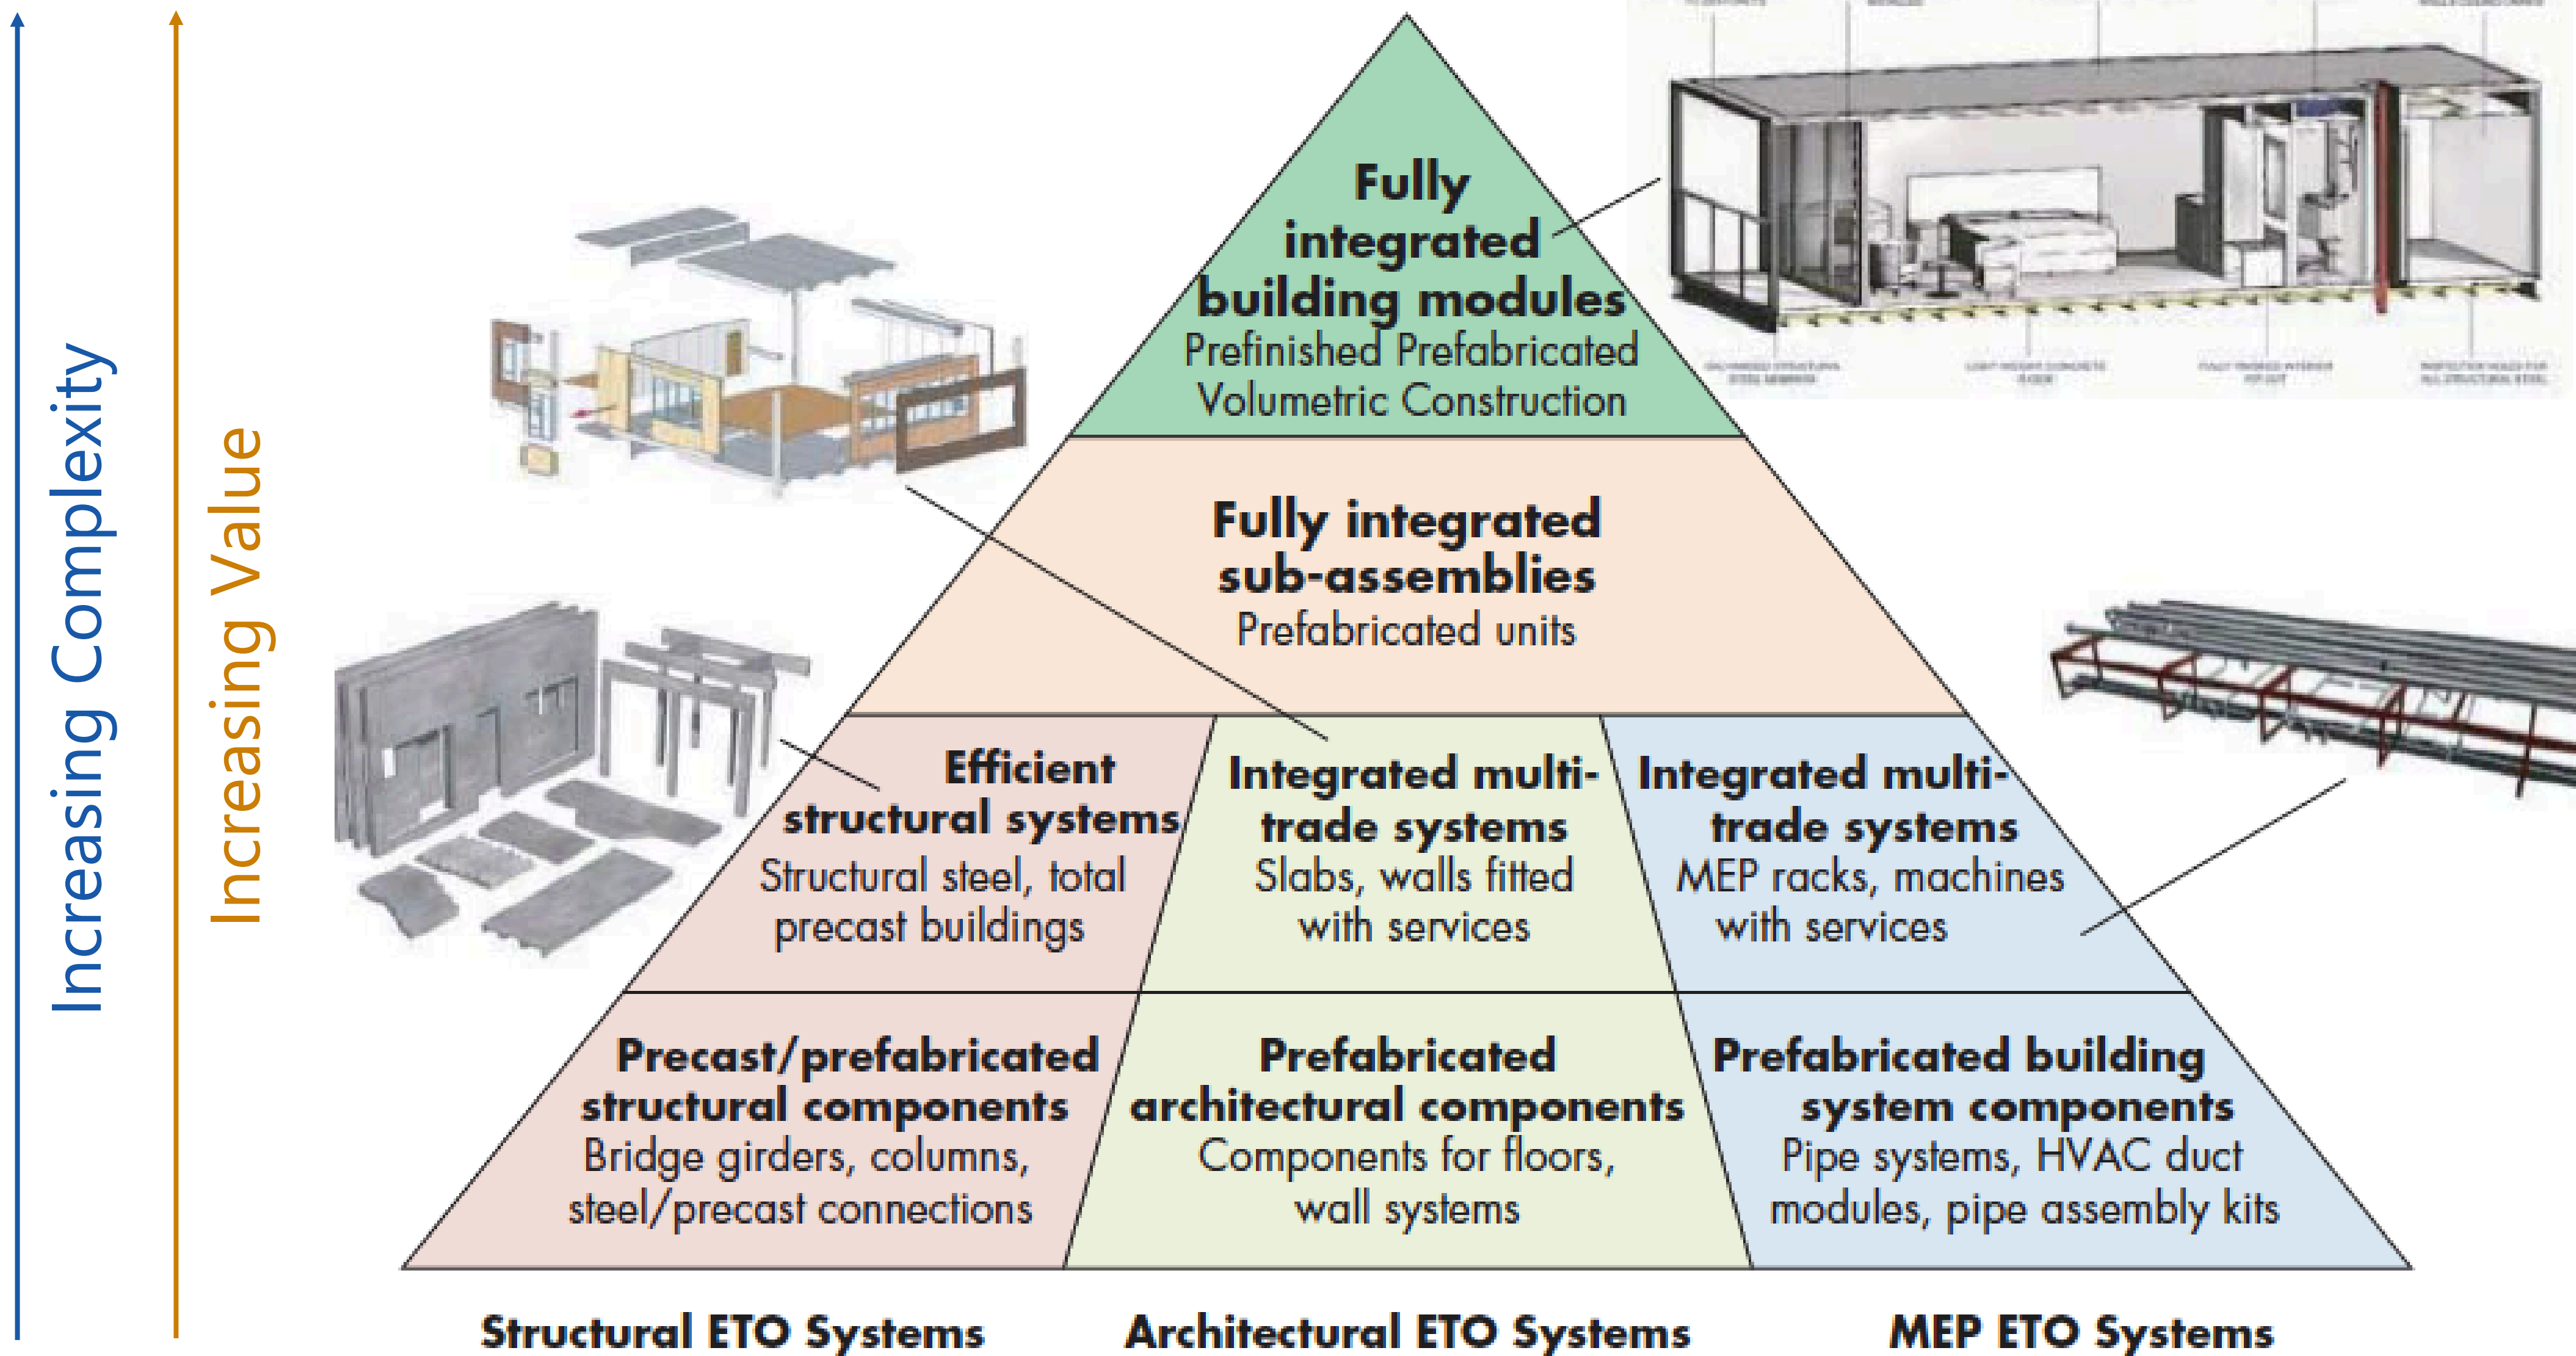 Increasing Complexity
Increasing Value
Fully
integrated
building modules
Prefinished Prefabricated
Volumetric Construction
Fully integrated
sub-assemblies
Prefabricated units
Efficient
structural systems
Structural steel, total
precast buildings
Integrated multi-
trade systems
Slabs, walls fitted
with services
Integrated multi-
trade systems
MEP racks, machines
with services
Precast/prefabricated
structural components
Bridge girders, columns,
steel/precast connections
Prefabricated
architectural components
Components for floors,
wall systems
Prefabricated building
system components
Pipe systems, HVAC duct
modules, pipe assembly kits
Structural ETO Systems
Architectural ETO Systems
MEP ETO Systems